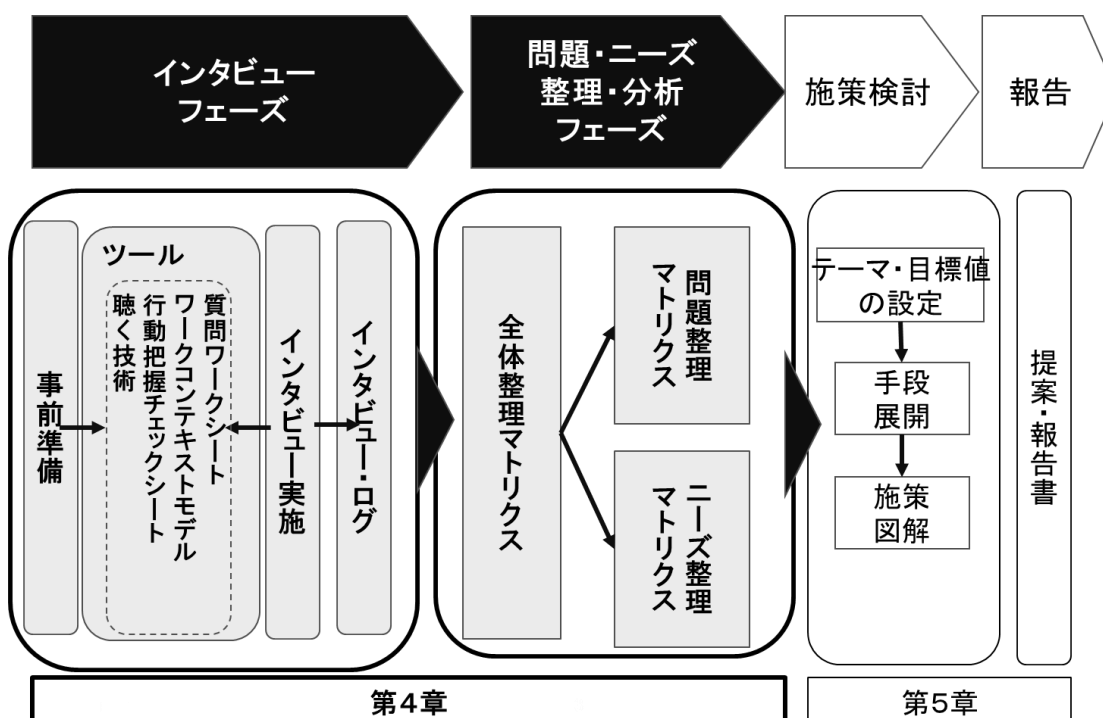 インタビュー
フェーズ
問題・ニーズ
整理・分析
フェーズ
施策検討
報告
事前準備
ツール
質問ワークシート
ワークコンテキストモデル
行動把握チェックシート
聴く技術
インタビュー実施
インタビュー・ログ
全体整理マトリクス
問題整理
マトリクス
ニーズ整理
マトリクス
テーマ・目標値
の設定
手段
展開
施策
図解
提案・報告書
第4章
第5章